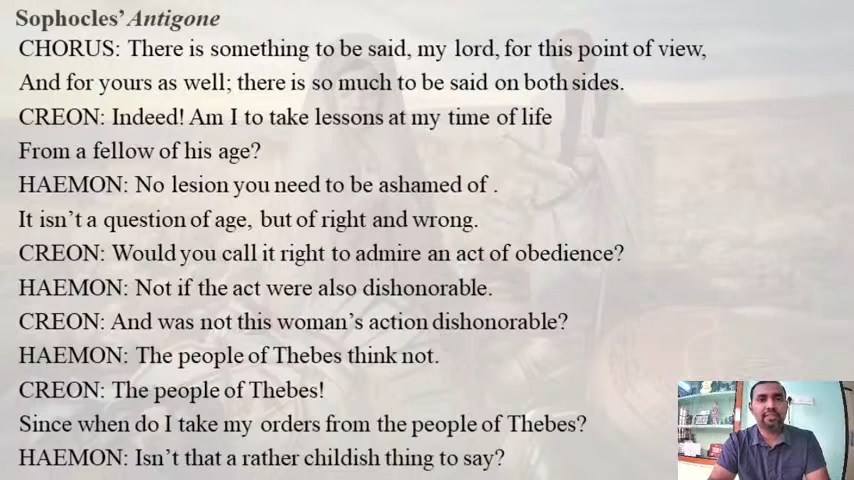 Sophocles’ Antigone
CHORUS: There is something to be said, my lord, for this point of view,
And for yours as well; there is so much to be said on both sides.
CREON: Indeed! Am I to take lessons at my time of life
From a fellow of his age?
HAEMON: No lesion you need to be ashamed of .
It isn’t a question of age, but of right and wrong.
CREON: Would you call it right to admire an act of obedience?
HAEMON: Not if the act were also dishonorable.
CREON: And was not this woman’s action dishonorable?
HAEMON: The people of Thebes think not.
CREON: The people of Thebes!
Since when do I take my orders from the people of Thebes?
HAEMON: Isn’t that a rather childish thing to say?